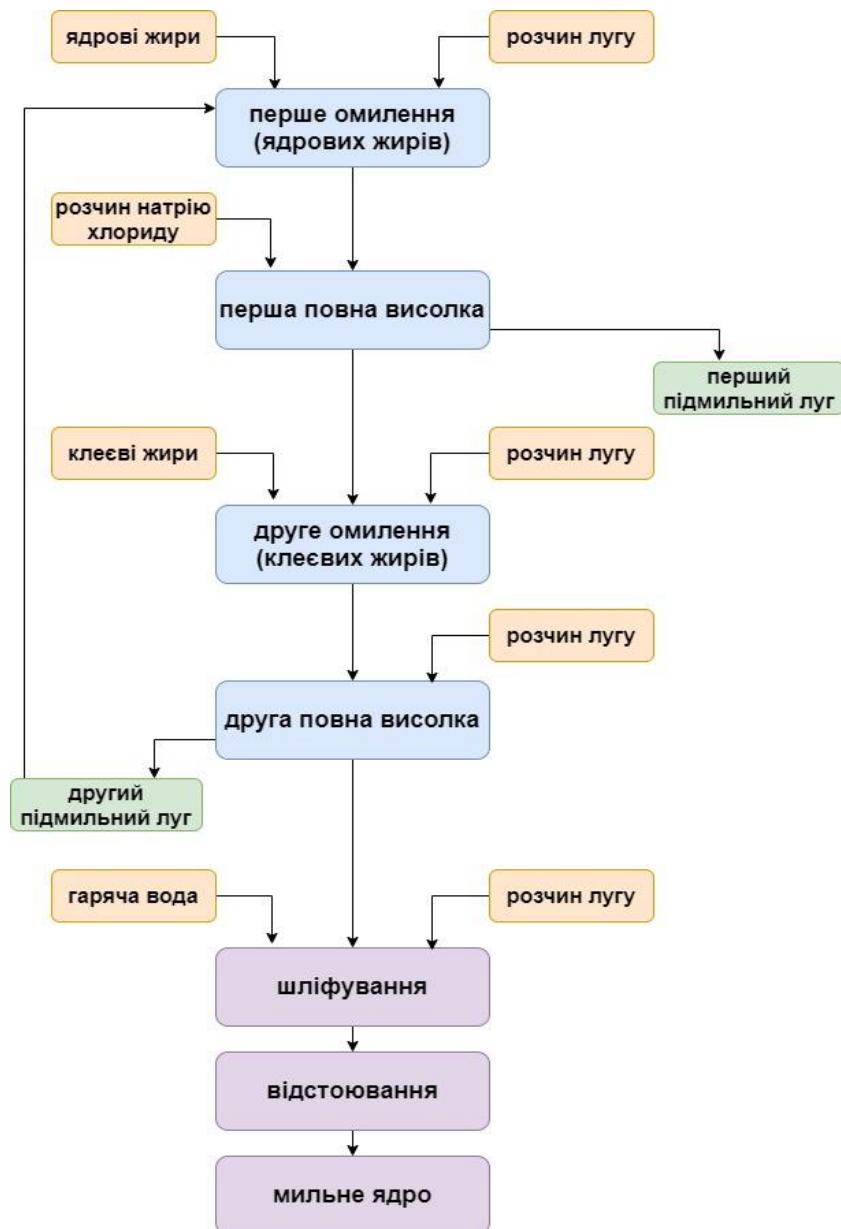 ядрові жири
розчин лугу
перше омилення
(ядрових жирів)
розчин натрію
хлориду
перша повна висолка
перший
підмильний луг
клеєві жири
розчин лугу
друге омилення
(клеєвих жирів)
розчин лугу
друга повна висолка
другий
підмильний луг
гаряча вода
розчин лугу
шліфування
відстоювання
мильне ядро